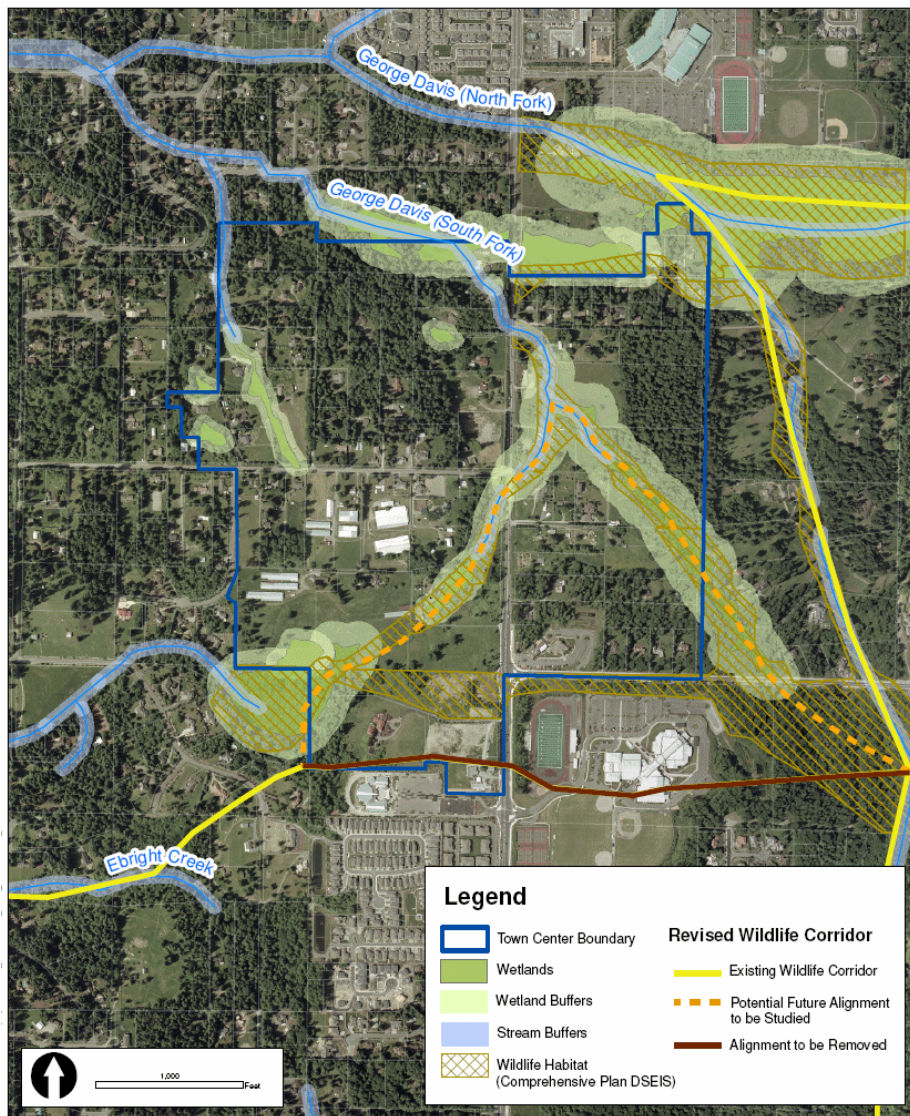 George Davis (North Fork)
George Davis (South Fork)
Ebright Creek
Legend
Town Center Boundary
Wetlands
Wetland Buffers
Stream Buffers
Wildlife Habitat
(Comprehensive Plan DSEIS)
Revised Wildlife Corridor
Existing Wildlife Corridor
Potential Future Alignment
to be Studied
Alignment to be Removed
1,000
Feet